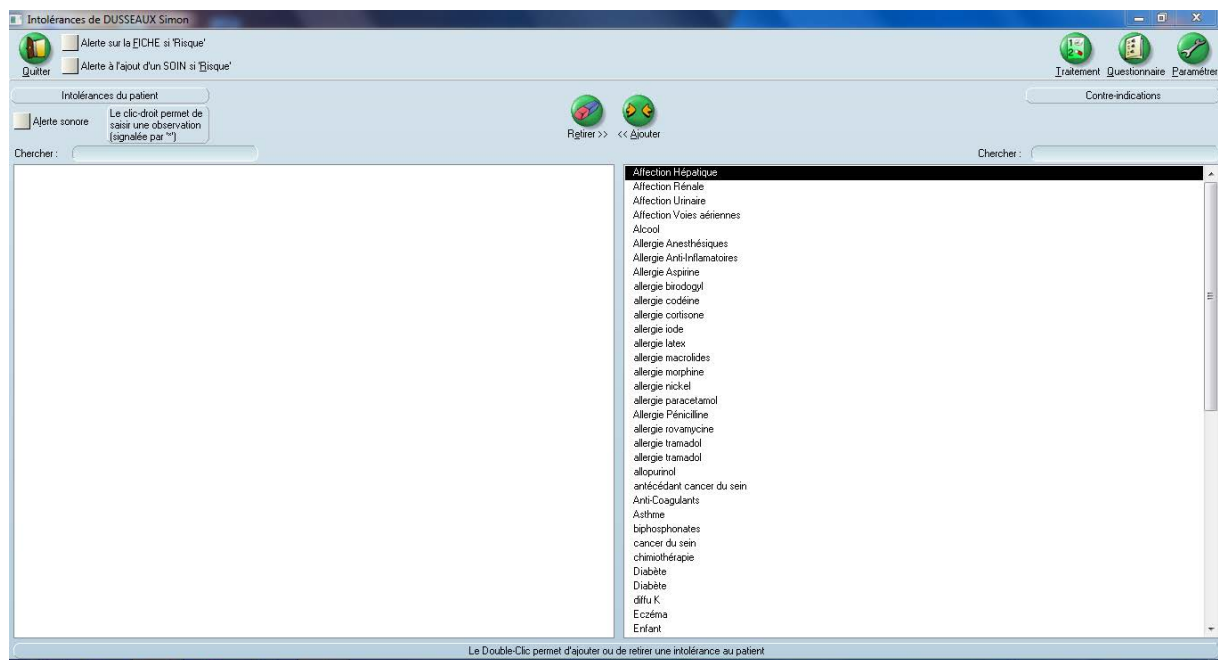 Intolérances de DUSSEAUX Simon
Quitter
Alerte sur la FICHE si 'Risque'
Alerte à l'ajout d'un SOIN si 'Risque'
Traitement Questionnaire Paramétrer
Intolérances du patient
Contre-indications
Alerte sonore
Le clic-droit permet de
saisir une observation
(signalée par '*')
Retirer >> << Ajouter
Chercher :
Chercher :
Affection Hépatique
Affection Rénale
Affection Urinaire
Affection Voies aériennes
Alcool
Allergie Anesthésiques
Allergie Anti-Inflamatoires
Allergie Aspirine
allergie birodogyl
allergie codéine
allergie cortisone
allergie iode
allergie latex
allergie macrolides
allergie morphine
allergie nickel
allergie paracetamol
Allergie Pénicilline
allergie rovamycine
allergie tramadol
allergie tramadol
allopurinol
antécédant cancer du sein
Anti-Coagulants
Asthme
biphosphonates
cancer du sein
chimiothérapie
Diabète
Diabète
diffu K
Eczéma
Enfant
Le Double-Clic permet d'ajouter ou de retirer une intolérance au patient